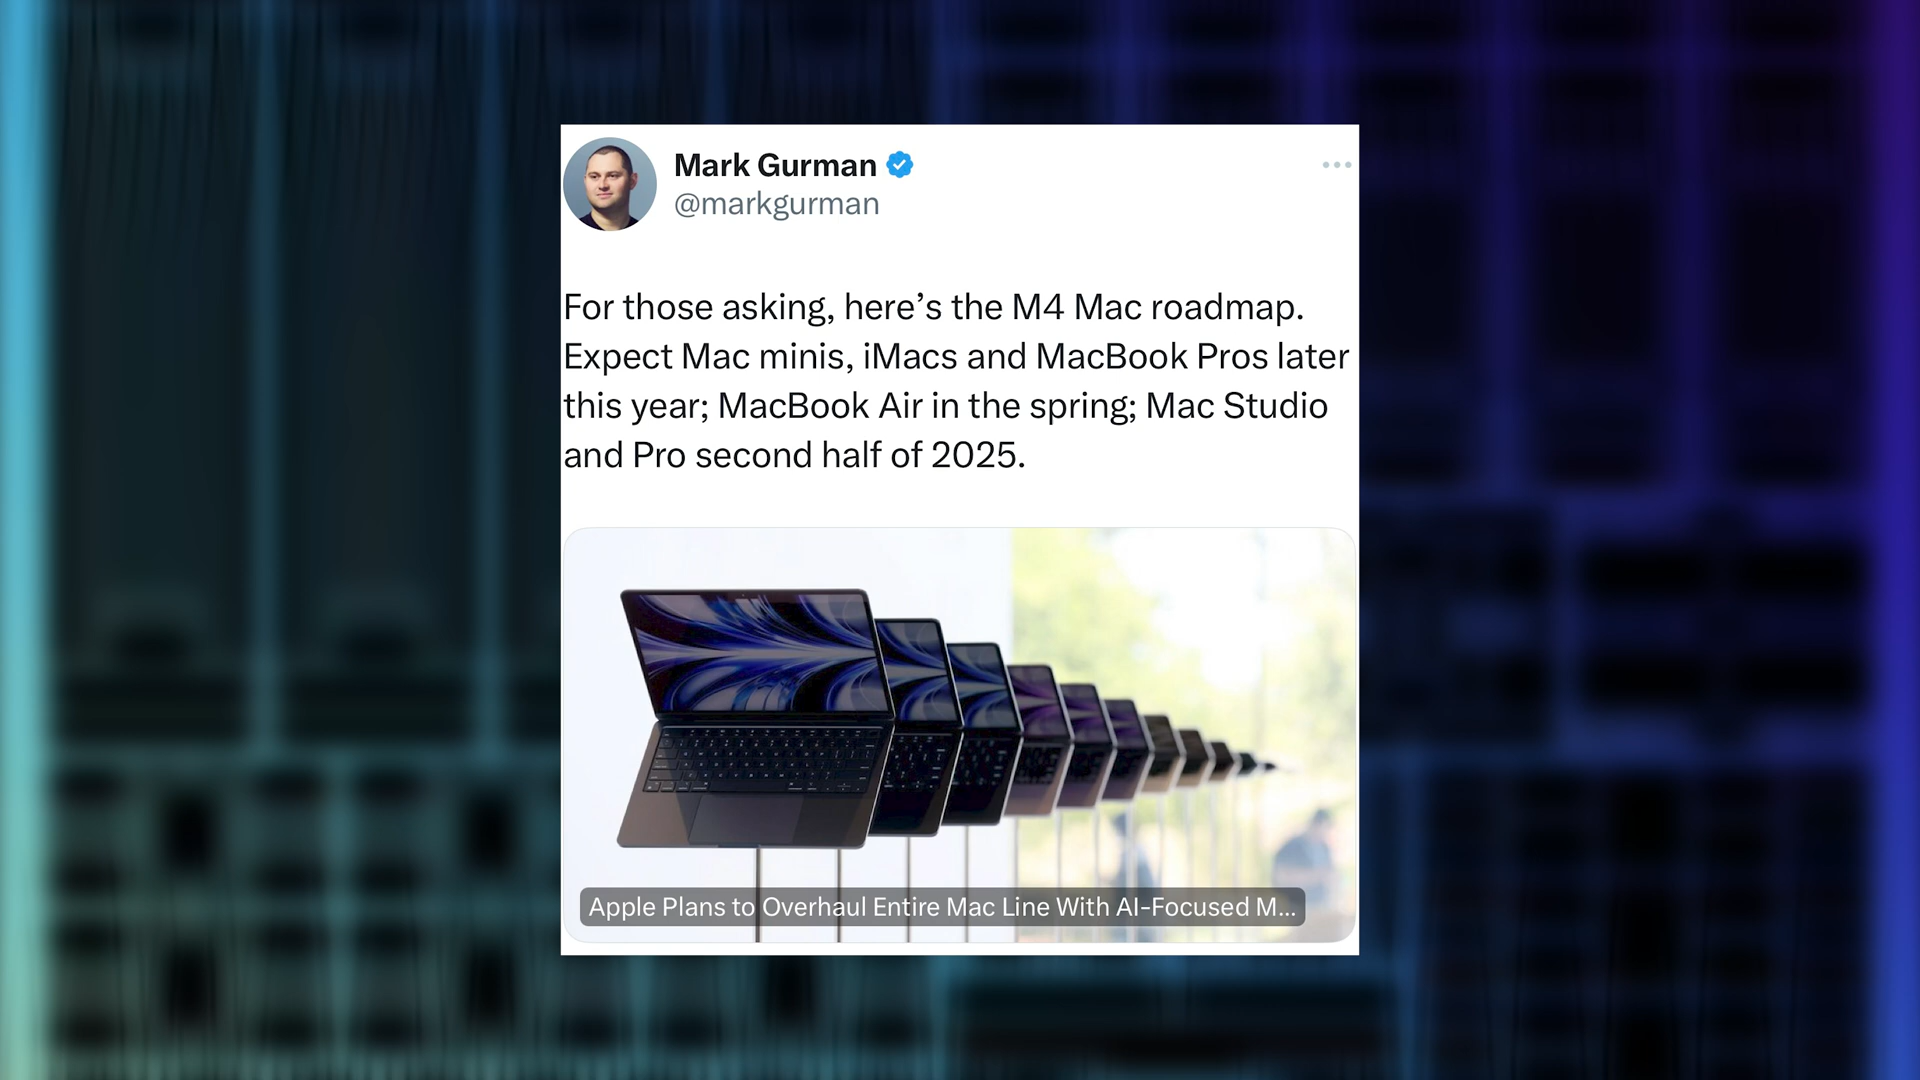 Mark Gurman
@markgurman
For those asking, here’s the M4 Mac roadmap.
Expect Mac minis, iMacs and MacBook Pros later
this year; MacBook Air in the spring; Mac Studio
and Pro second half of 2025.
Apple Plans to Overhaul Entire Mac Line With AI-Focused M...